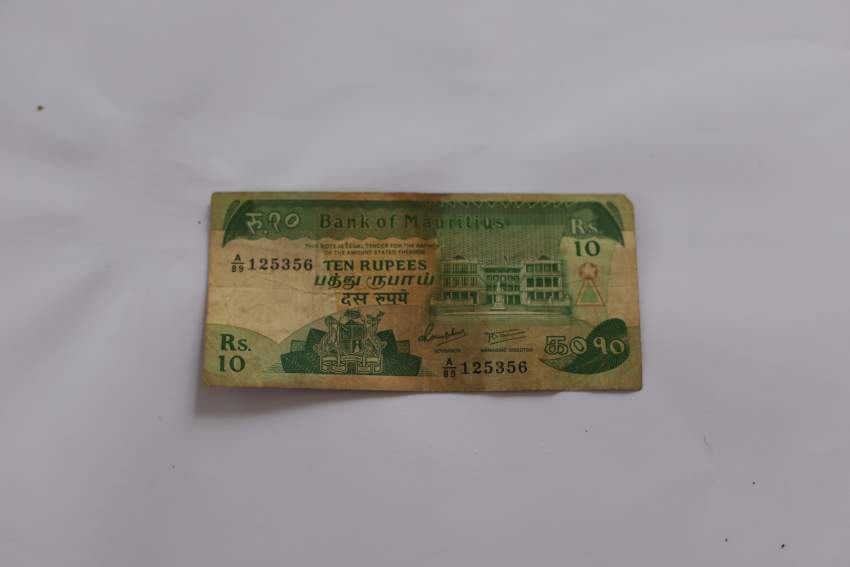 रु.१०
Bank of Mauritius
Rs
10
THIS NOTE IS LEGAL TENDER FOR THE PAYMENT
OF THE AMOUNT STATED THEREON
A/89 125356
TEN RUPEES
பத்து ரூபாய்
दस रुपये
Rs.
10
GOVERNOR
MANAGING DIRECTOR
A/89 125356